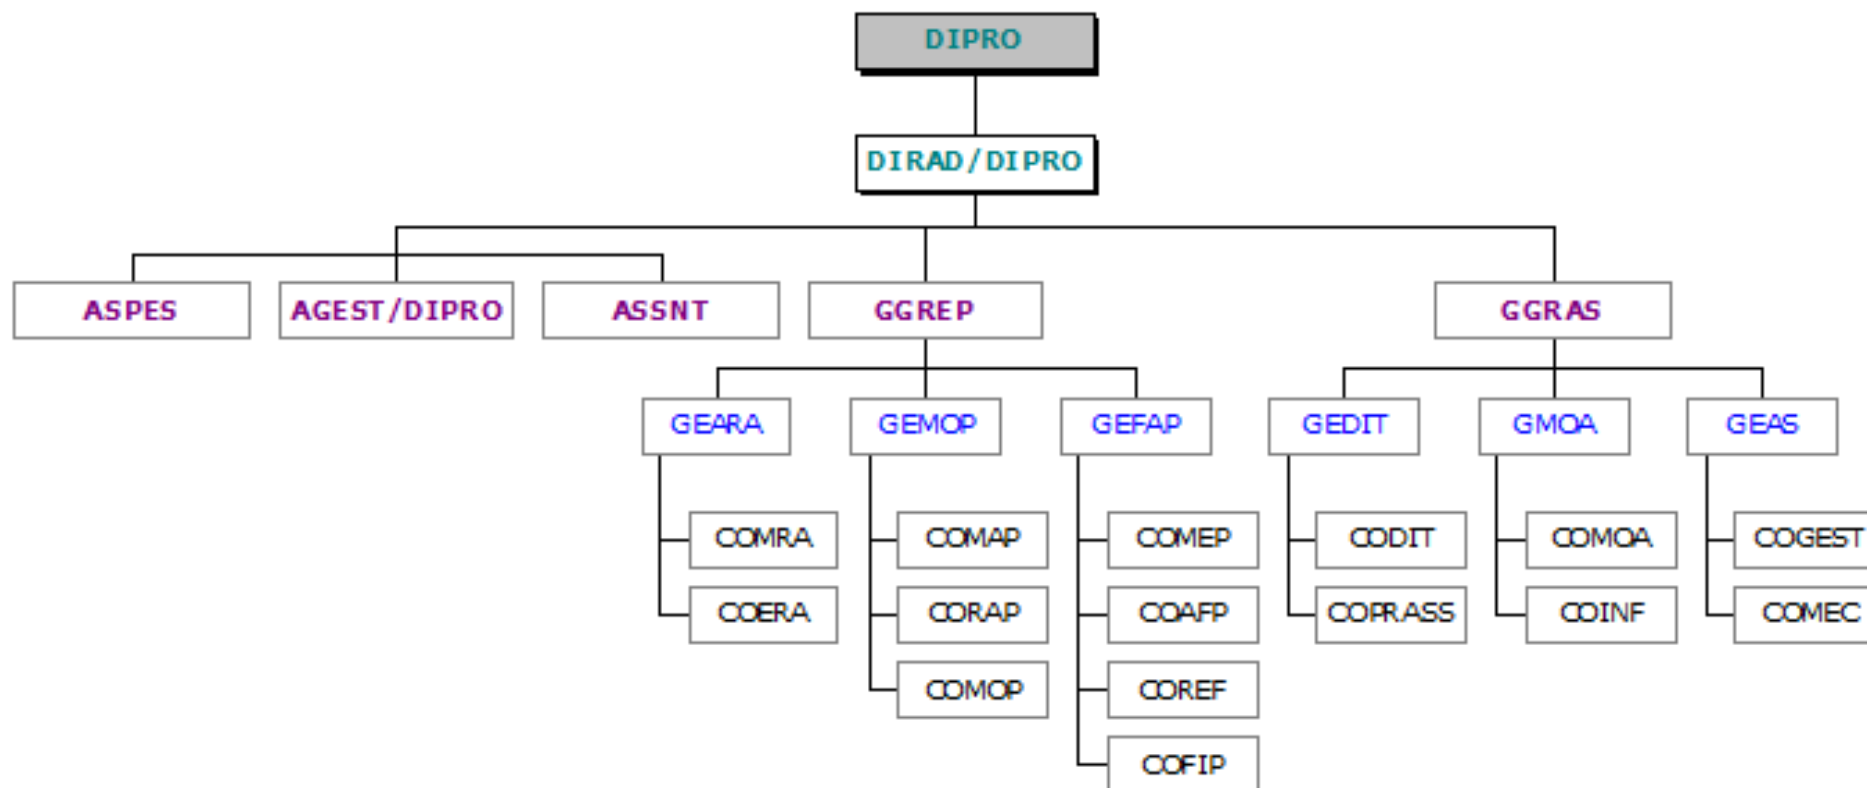 DIPRO
DIRAD/DIPRO
ASPES
AGEST/DIPRO
ASSNT
GGREP
GGRAS
GEARA
GEMOP
GEFAP
GEDIT
GMOA
GEAS
COMRA
COMAP
COMEP
CODIT
COMOA
COGEST
COERA
CORAP
COAFP
COPRASS
COINF
COMEC
COMOP
COREF
COFIP